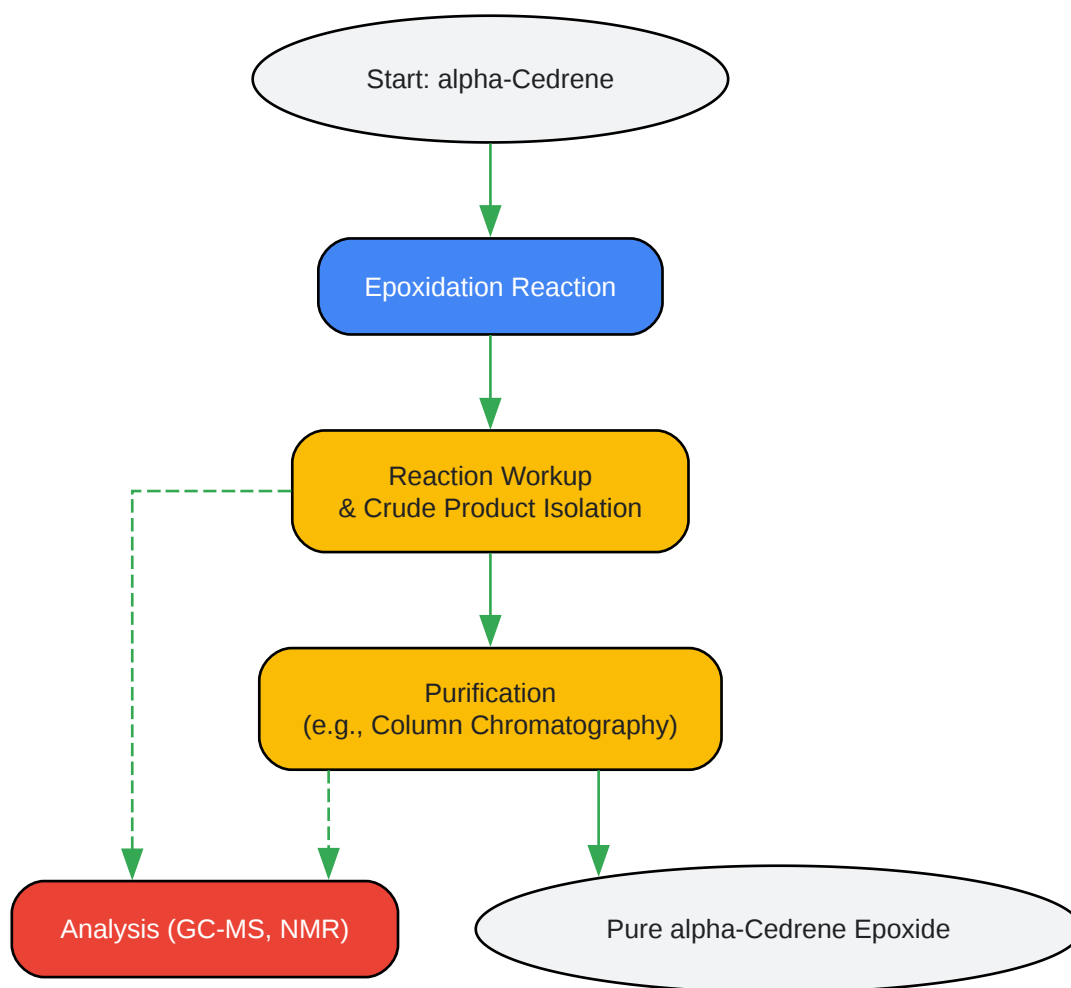 Start: alpha-Cedrene
Epoxidation Reaction
Reaction Workup
& Crude Product Isolation
Purification
(e.g., Column Chromatography)
Analysis (GC-MS, NMR)
Pure alpha-Cedrene Epoxide